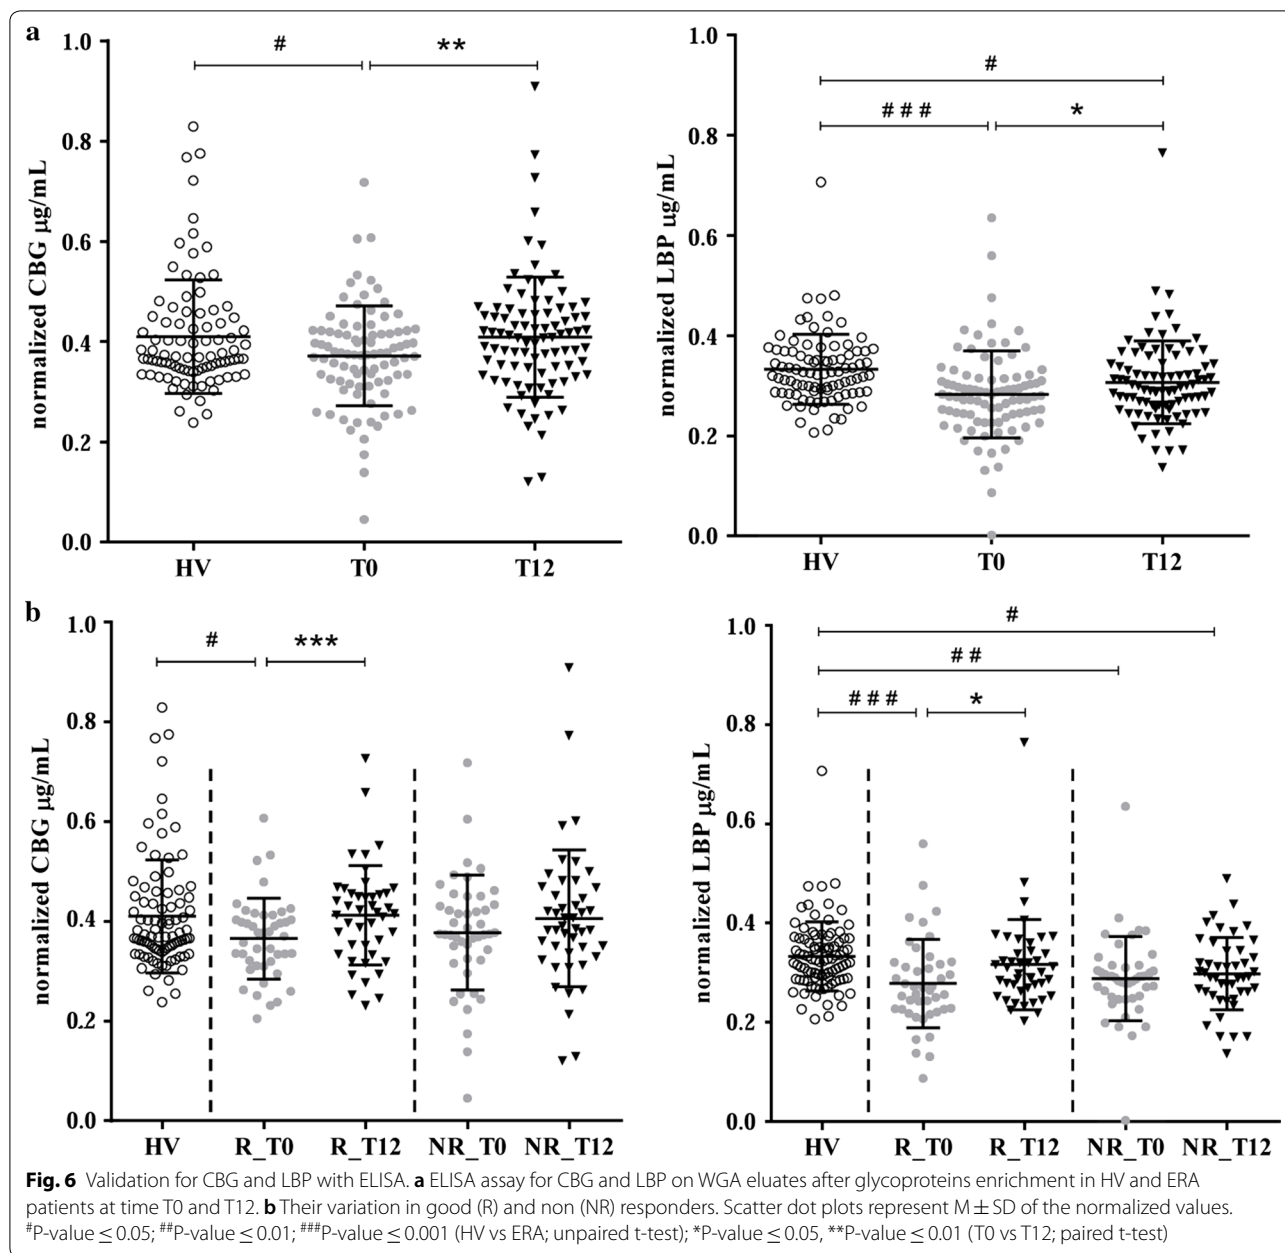 a
1.0
0.8
0.6
0.4
0.2
0.0
normalized CBG µg/mL
#
**
HV T0 T12
1.0
0.8
0.6
0.4
0.2
0.0
normalized LBP µg/mL
#
# # #
*
HV T0 T12
b
1.0
0.8
0.6
0.4
0.2
0.0
normalized CBG µg/mL
#
***
HV R_T0 R_T12 NR_T0 NR_T12
1.0
0.8
0.6
0.4
0.2
0.0
normalized LBP µg/mL
#
# #
# # #
*
HV R_T0 R_T12 NR_T0 NR_T12
Fig. 6 Validation for CBG and LBP with ELISA. a ELISA assay for CBG and LBP on WGA eluates after glycoproteins enrichment in HV and ERA
patients at time T0 and T12. b Their variation in good (R) and non (NR) responders. Scatter dot plots represent M ± SD of the normalized values.
#P-value ≤ 0.05; ##P-value ≤ 0.01; ###P-value ≤ 0.001 (HV vs ERA; unpaired t-test); *P-value ≤ 0.05, **P-value ≤ 0.01 (T0 vs T12; paired t-test)